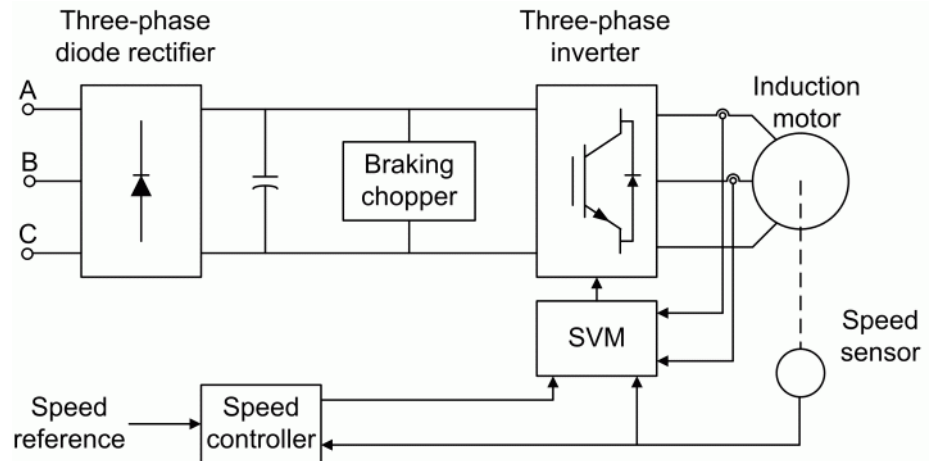 Three-phase
diode rectifier
Three-phase
inverter
A
B
C
Braking
chopper
Induction
motor
SVM
Speed
sensor
Speed
reference
Speed
controller